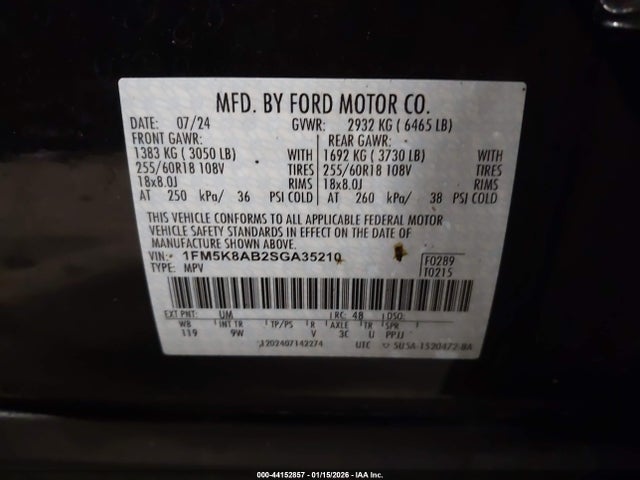 MFD. BY FORD MOTOR CO.
DATE: 07/24 GVWR: 2932 KG ( 6465 LB)
FRONT GAWR: REAR GAWR:
1383 KG ( 3050 LB) WITH 1692 KG ( 3730 LB) WITH
255/60R18 108V TIRES 255/60R18 108V TIRES
18x8.0J RIMS 18x8.0J RIMS
AT 250 kPa/ 36 PSI COLD AT 260 kPa/ 38 PSI COLD
THIS VEHICLE CONFORMS TO ALL APPLICABLE FEDERAL MOTOR
VEHICLE SAFETY STANDARDS IN EFFECT ON THE DATE OF
MANUFACTURE SHOWN ABOVE.
VIN: 1FM5K8AB2SGA35210 F0289
TYPE: MPV T0215
EXT PNT: UM RC: 48 DSO:
WB INT TR TP/PS R AXLE TR SPR
119 9W V 3C U PPJJ
1202407142274 UTC SU5A-1520472-BA
000-44152857 - 01/15/2026 - IAA Inc.